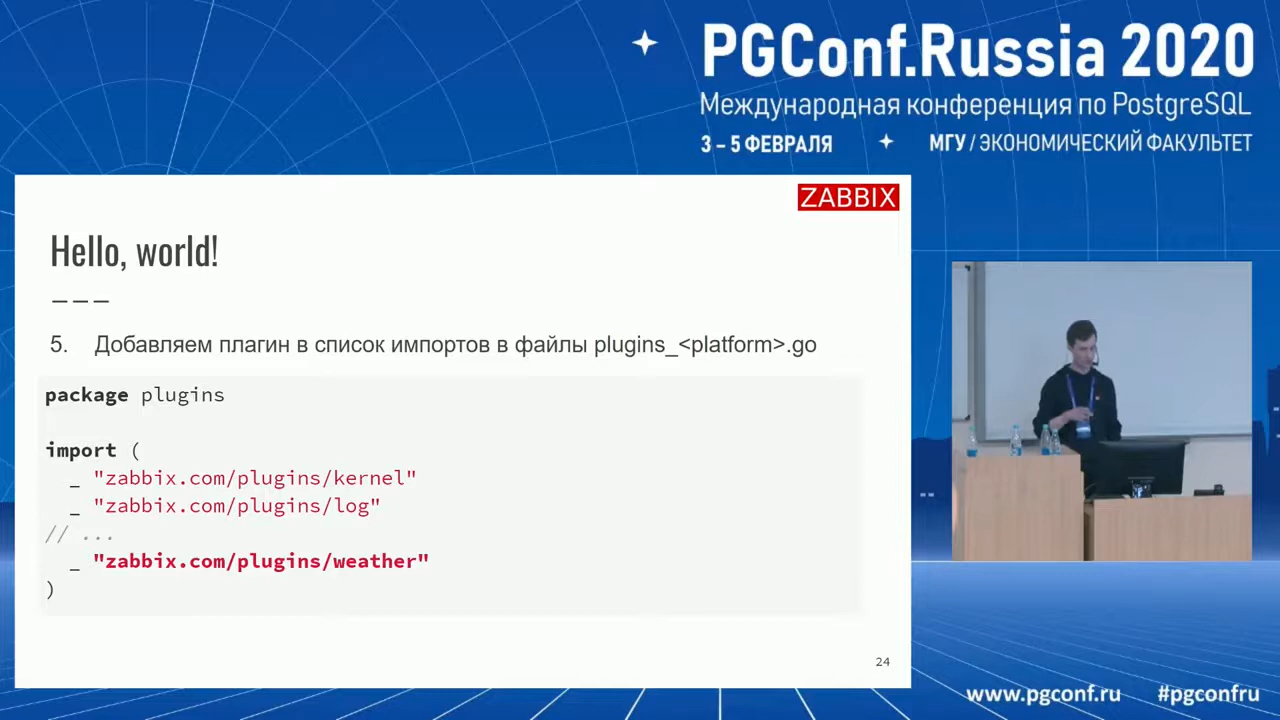 PGConf.Russia 2020
Международная конференция по PostgreSQL
3 – 5 ФЕВРАЛЯ
МГУ / ЭКОНОМИЧЕСКИЙ ФАКУЛЬТЕТ
ZABBIX
Hello, world!
5. Добавляем плагин в список импортов в файлы plugins_<platform>.go
package plugins
import (
_ "zabbix.com/plugins/kernel"
_ "zabbix.com/plugins/log"
// ...
_ "zabbix.com/plugins/weather"
)
24
www.pgconf.ru #pgconfru